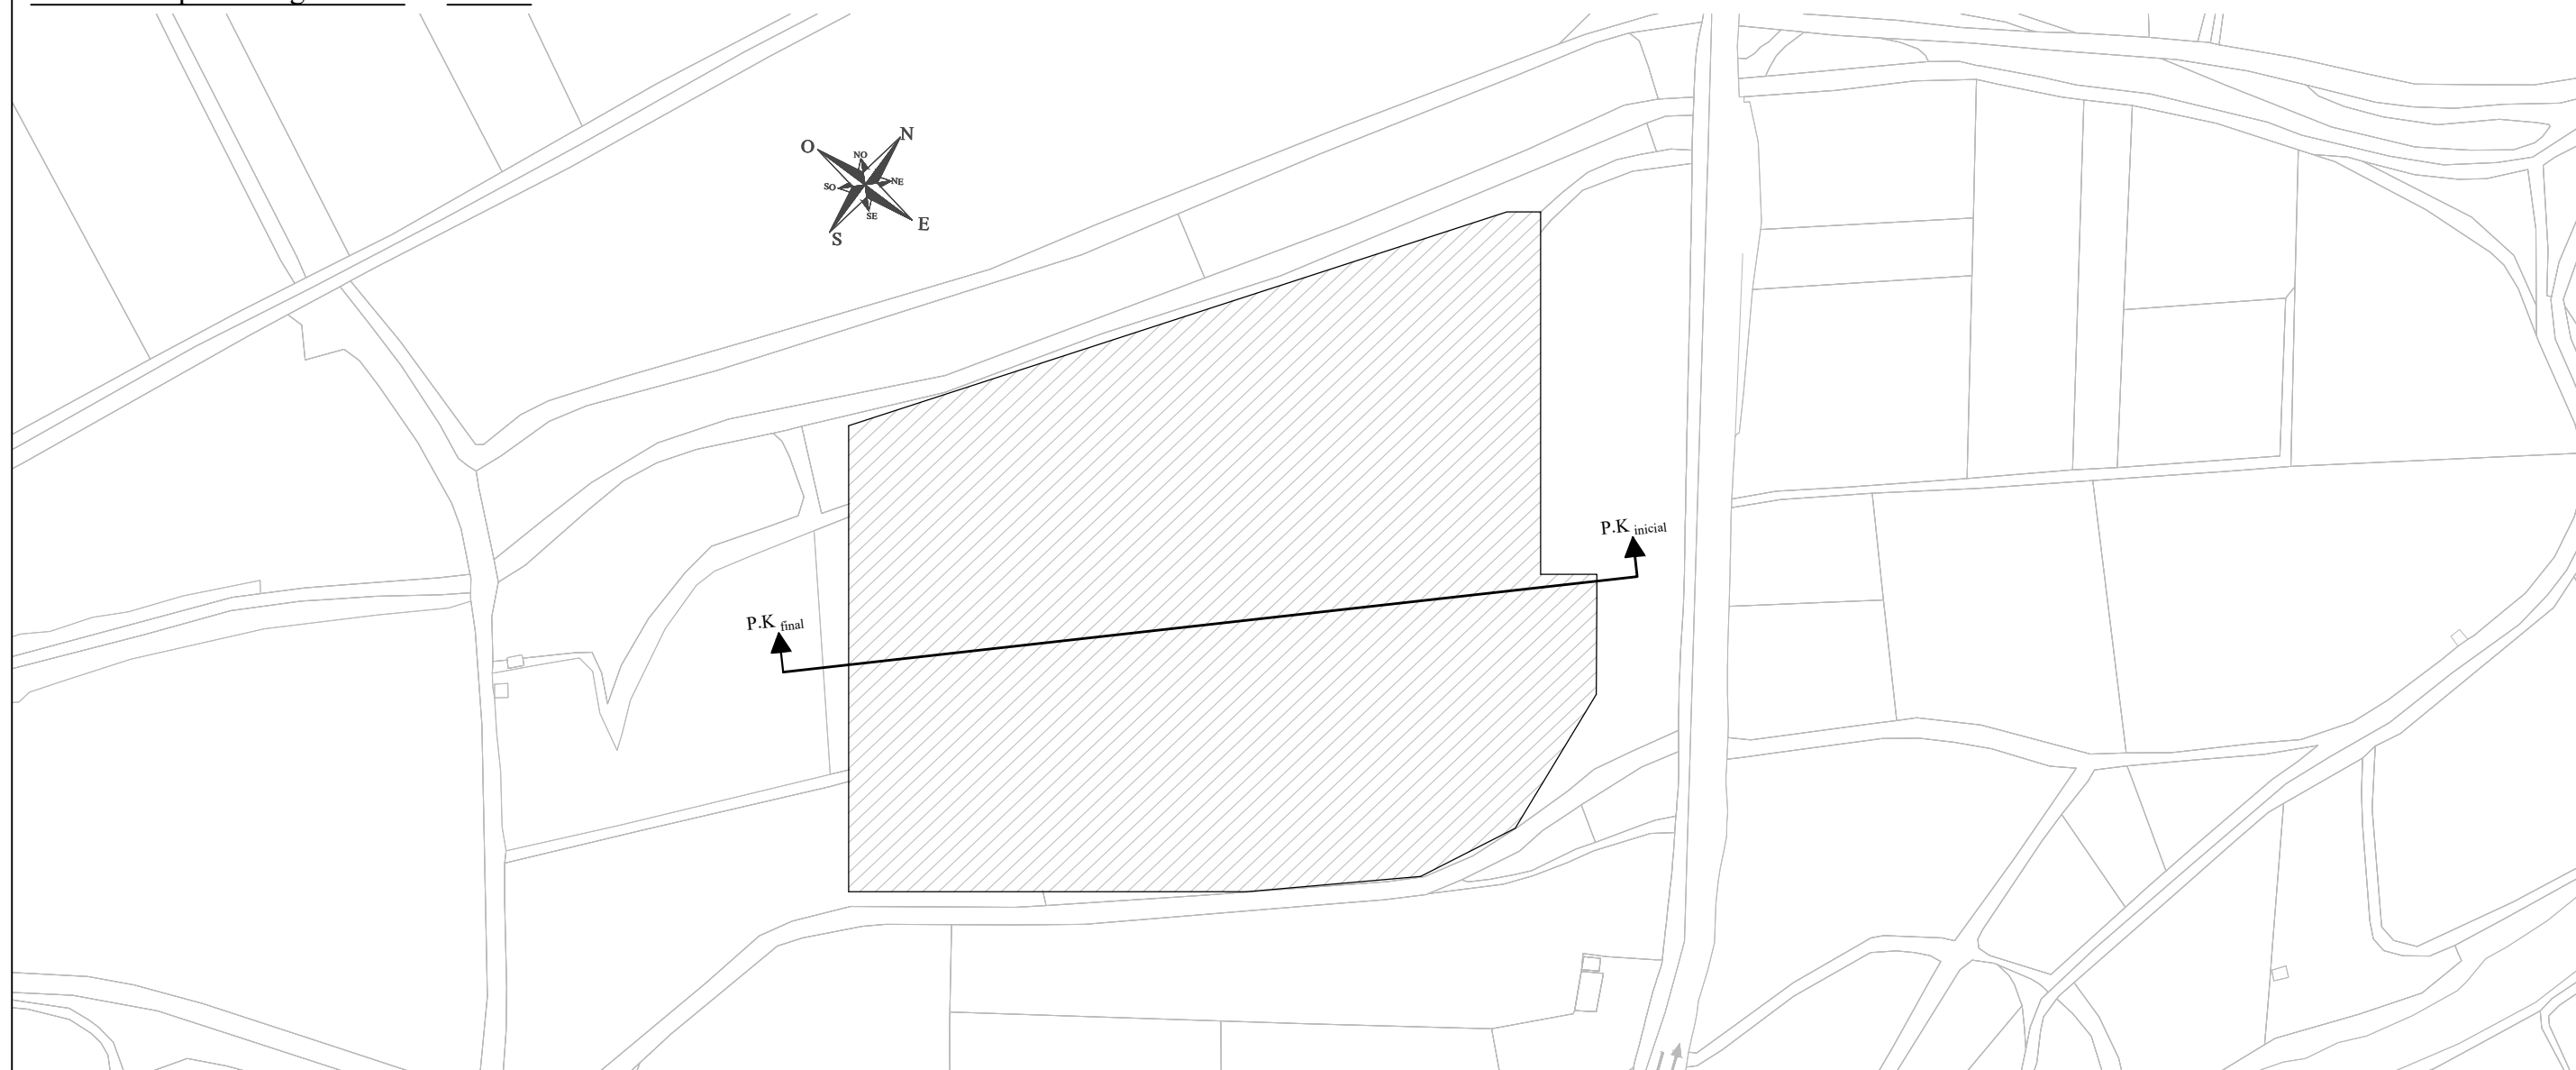 N
O
NO
NE
SO
SE
E
S
P.K inicial
P.K final